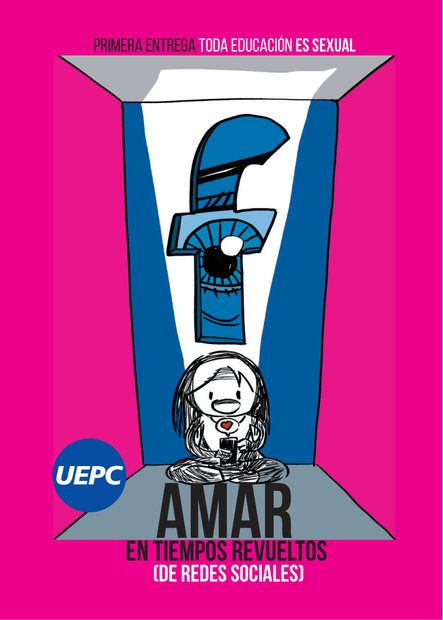 PRIMERA ENTREGA TODA EDUCACIÓN ES SEXUAL
f
UEPC
AMAR
EN TIEMPOS REVUELTOS
(DE REDES SOCIALES)